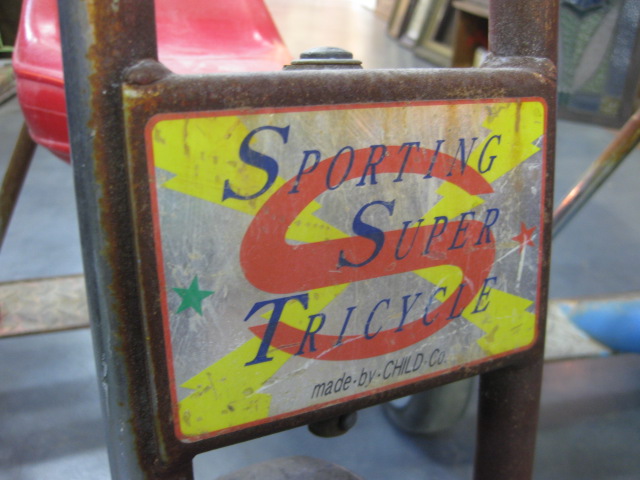 SPORTING
SUPER
TRICYCLE
made-by-CHILD-Co.